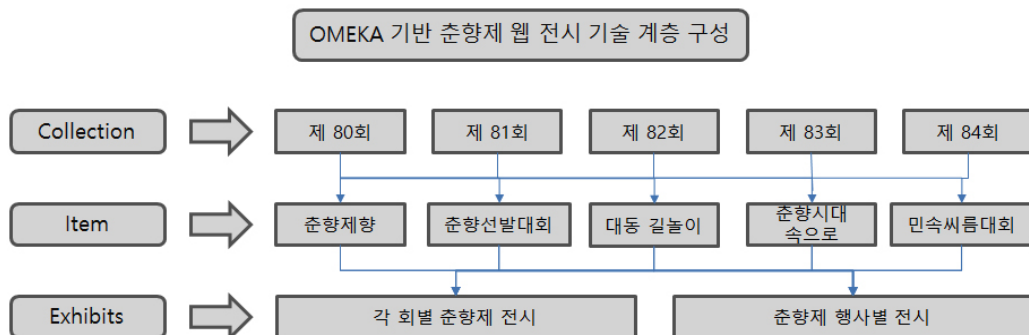 OMEKA 기반 춘향제 웹 전시 기술 계층 구성
Collection
제 80회
제 81회
제 82회
제 83회
제 84회
Item
춘향제향
춘향선발대회
대동 길놀이
춘향시대
속으로
민속씨름대회
Exhibits
각 회별 춘향제 전시
춘향제 행사별 전시